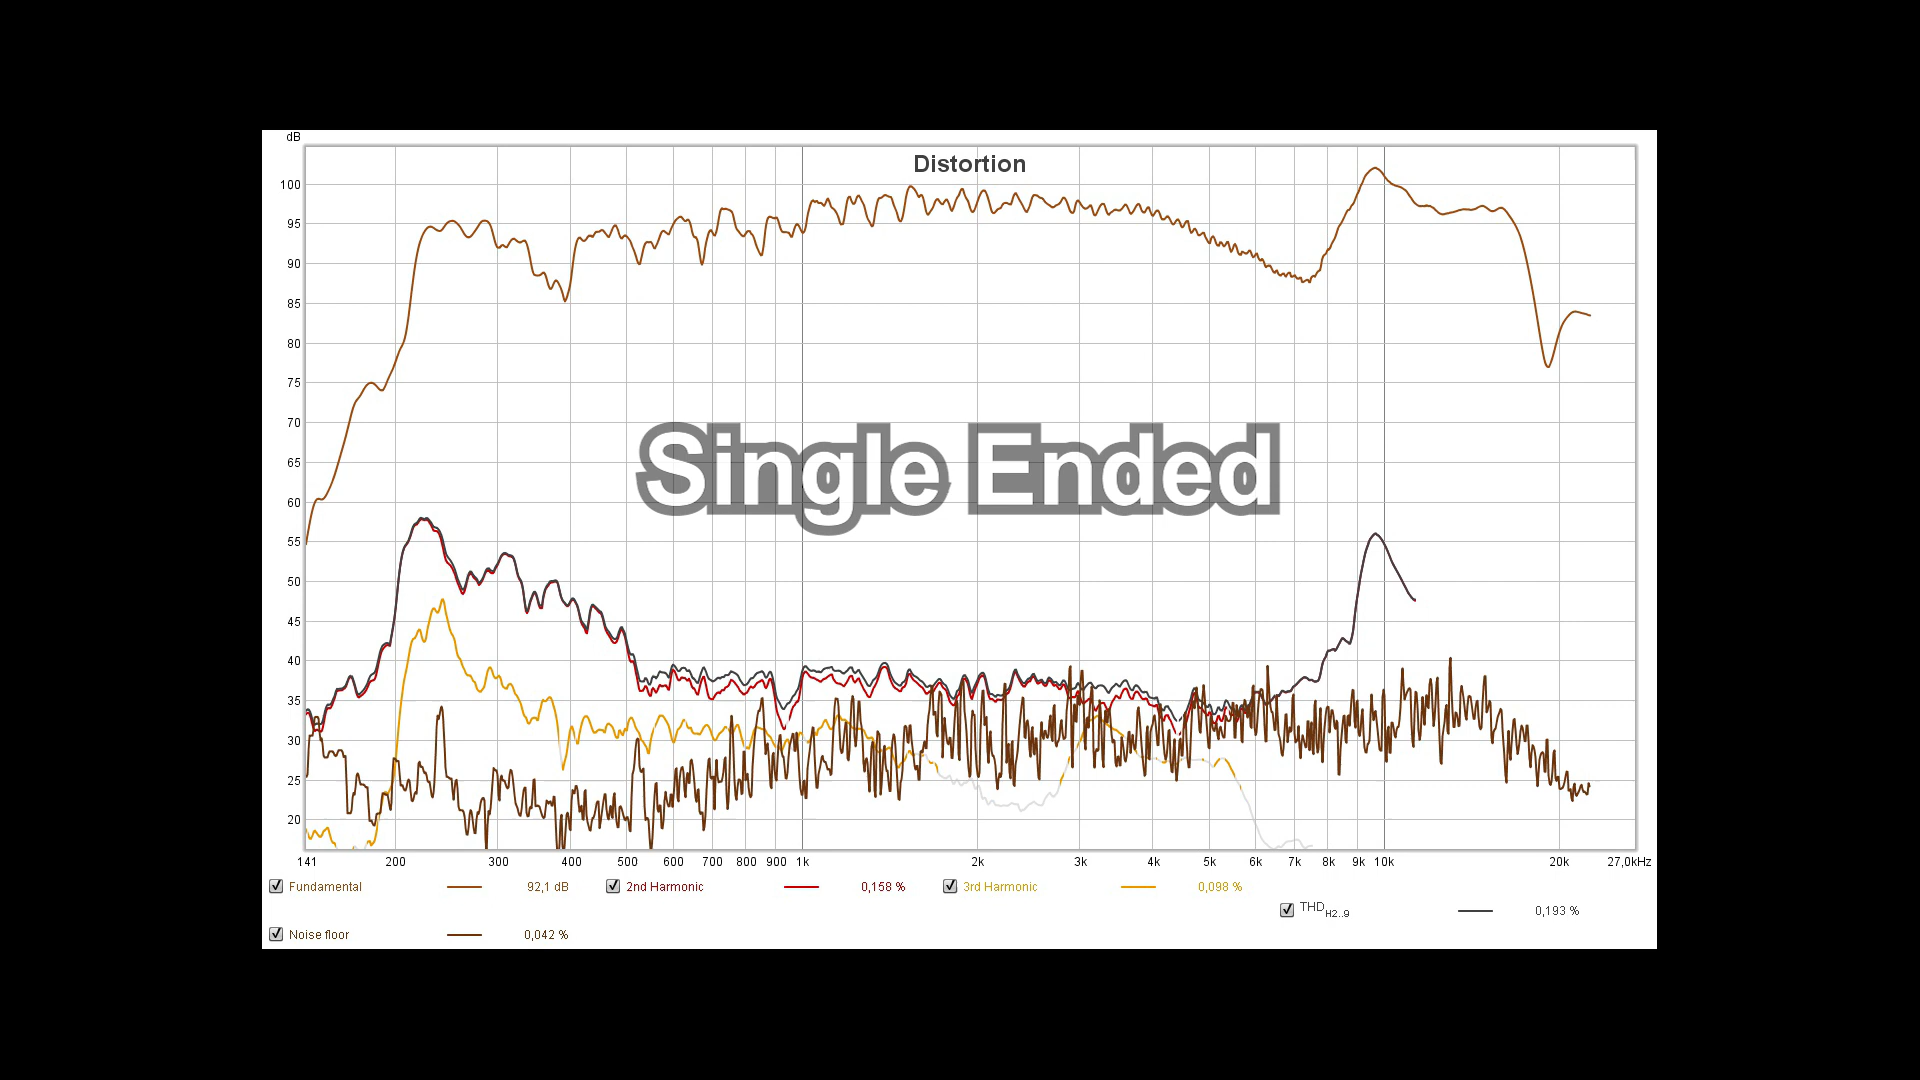 dB
Distortion
100
95
90
85
80
75
70
65
60
55
50
45
40
35
30
25
20
Single Ended
141 200 300 400 500 600 700 800 900 1k 2k 3k 4k 5k 6k 7k 8k 9k 10k 20k 27,0kHz
Fundamental 92,1 dB 2nd Harmonic 0,158 % 3rd Harmonic 0,098 %
THD H2..9 0,193 %
Noise floor 0,042 %